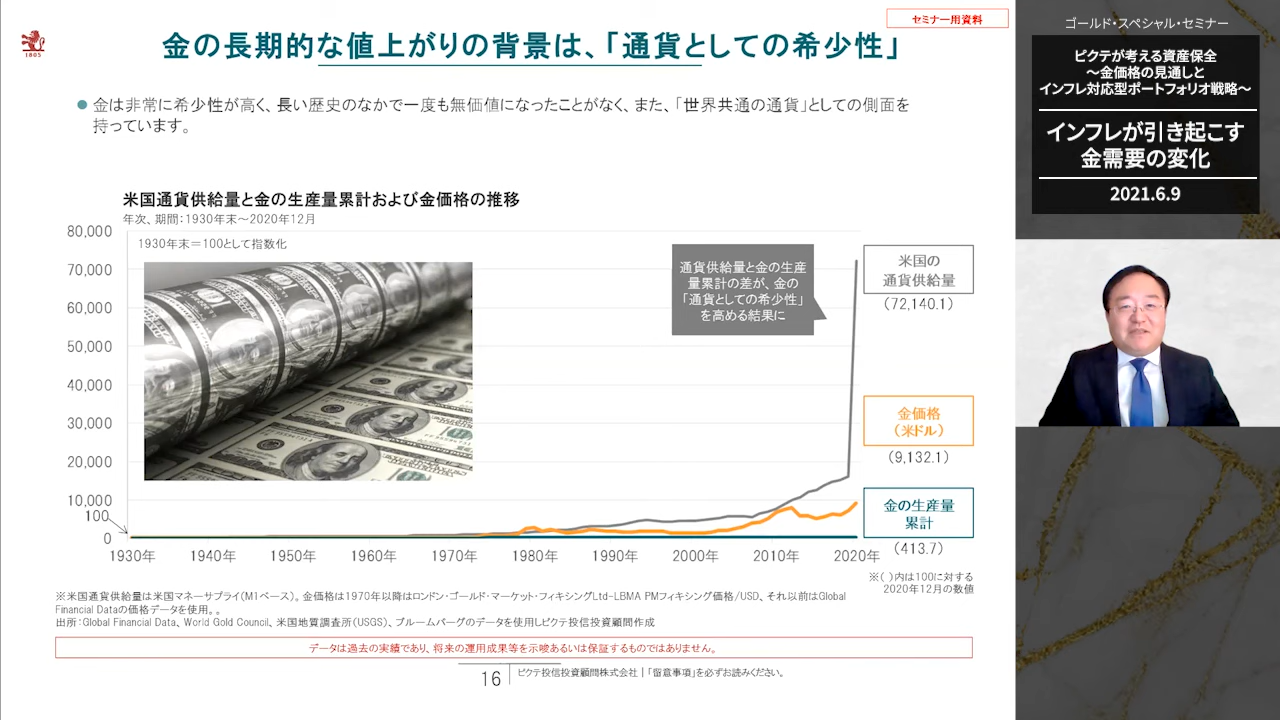 セミナー用資料
1805
金の長期的な値上がりの背景は、「通貨としての希少性」
金は非常に希少性が高く、長い歴史のなかで一度も無価値になったことがなく、また、「世界共通の通貨」としての側面を
持っています。
米国通貨供給量と金の生産量累計および金価格の推移
年次、期間：1930年末～2020年12月
1930年末＝100として指数化
80,000
70,000
60,000
50,000
40,000
30,000
20,000
10,000
100
0
1930年 1940年 1950年 1960年 1970年 1980年 1990年 2000年 2010年 2020年
通貨供給量と金の生産
量累計の差が、金の
「通貨としての希少性」
を高める結果に
米国の
通貨供給量
(72,140.1)
金価格
（米ドル）
(9,132.1)
金の生産量
累計
(413.7)
※( )内は100に対する
2020年12月の数値
※米国通貨供給量は米国マネーサプライ(M1ベース)。金価格は1970年以降はロンドン・ゴールド・マーケット・フィキシングLtd-LBMA PMフィキシング価格/USD、それ以前はGlobal
Financial Dataの価格データを使用。。
出所：Global Financial Data、World Gold Council、米国地質調査所(USGS)、ブルームバーグのデータを使用しピクテ投信投資顧問作成
データは過去の実績であり、将来の運用成果等を示唆あるいは保証するものではありません。
16
ピクテ投信投資顧問株式会社｜「留意事項」を必ずお読みください。
ゴールド・スペシャル・セミナー
ピクテが考える資産保全
～金価格の見通しと
インフレ対応型ポートフォリオ戦略～
インフレが引き起こす
金需要の変化
2021.6.9